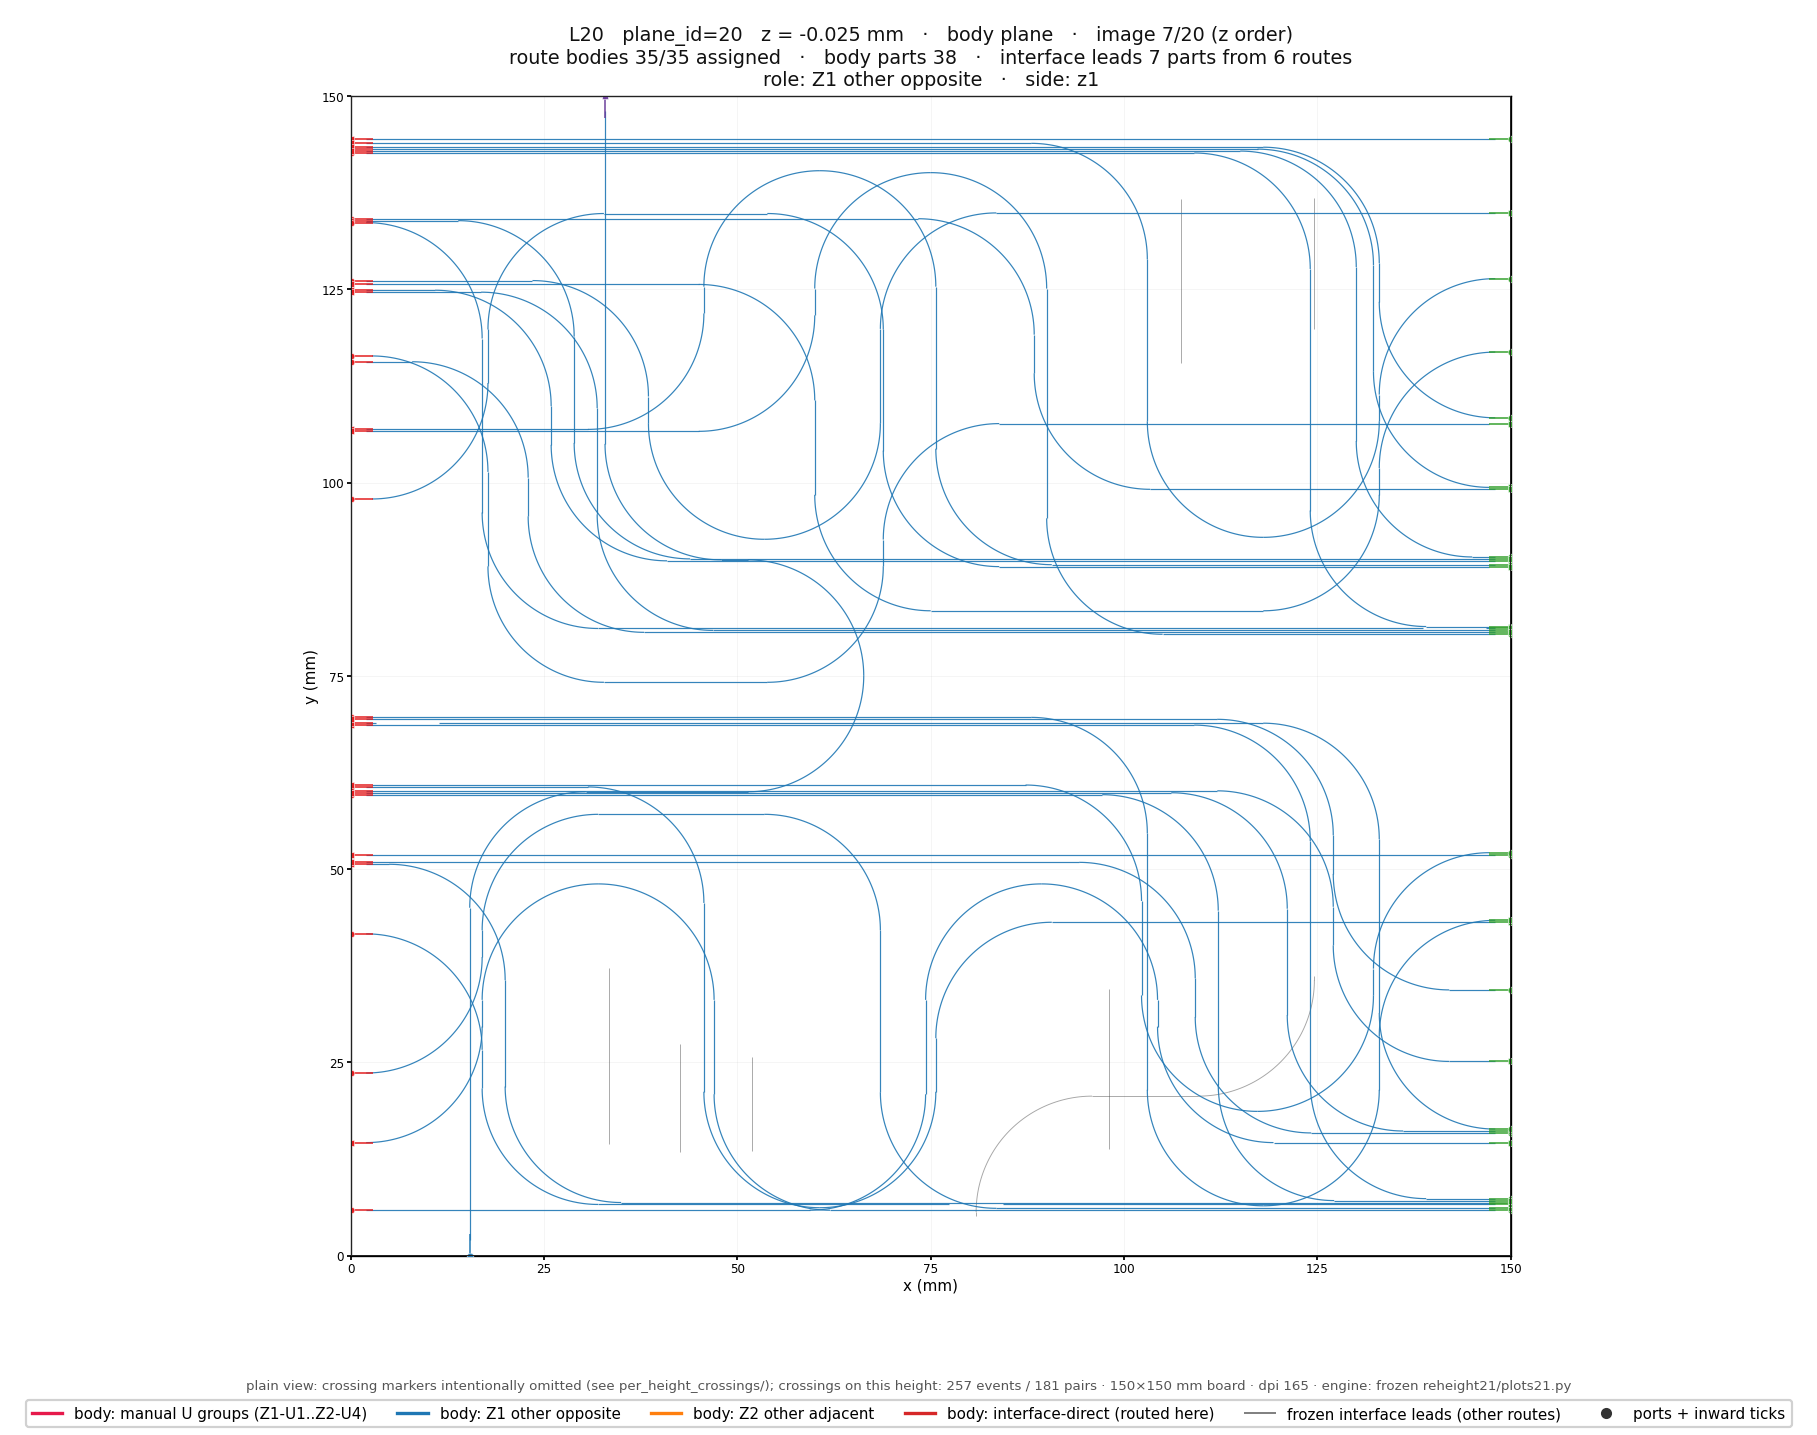 L20   plane_id=20   z = -0.025 mm   ·   body plane   ·   image 7/20 (z order)
route bodies 35/35 assigned   ·   body parts 38   ·   interface leads 7 parts from 6 routes
role: Z1 other opposite   ·   side: z1
150
125
100
75
50
25
0
y (mm)
0 25 50 75 100 125 150
x (mm)
plain view: crossing markers intentionally omitted (see per_height_crossings/); crossings on this height: 257 events / 181 pairs · 150×150 mm board · dpi 165 · engine: frozen reheight21/plots21.py
body: manual U groups (Z1-U1..Z2-U4) body: Z1 other opposite body: Z2 other adjacent body: interface-direct (routed here) frozen interface leads (other routes) ports + inward ticks